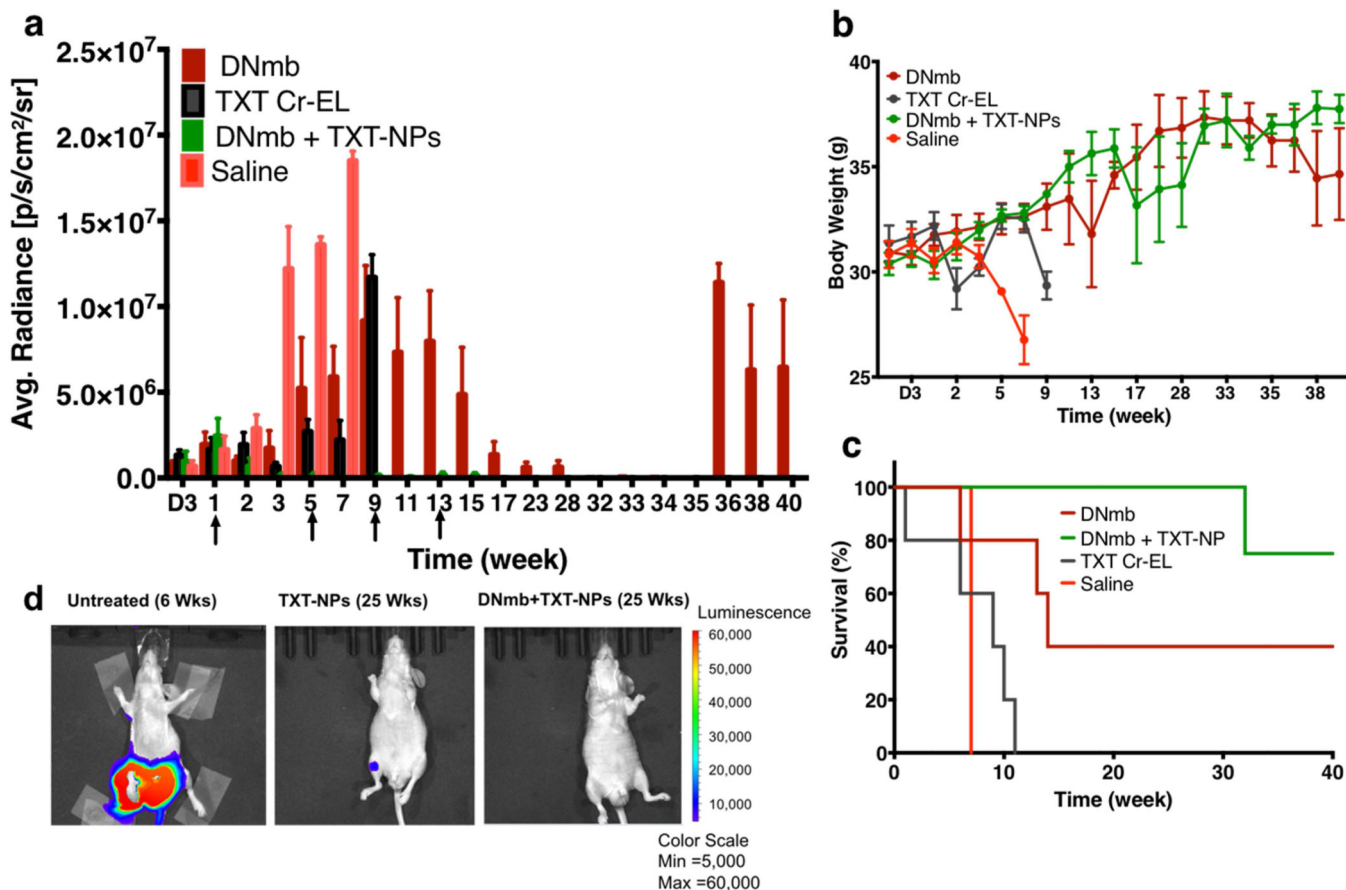 a
Avg. Radiance [p/s/cm²/sr]
2.5×10⁷
2.0×10⁷
1.5×10⁷
1.0×10⁷
5.0×10⁶
0.0
DNmb
TXT Cr-EL
DNmb + TXT-NPs
Saline
D3 1 2 3 5 7 9 11 13 15 17 23 28 32 33 34 35 36 38 40
Time (week)
b
Body Weight (g)
40
35
30
25
DNmb
TXT Cr-EL
DNmb + TXT-NPs
Saline
D3 2 5 9 13 17 28 33 35 38
Time (week)
c
Survival (%)
100
80
60
40
20
0
DNmb
DNmb + TXT-NP
TXT Cr-EL
Saline
0 10 20 30 40
Time (week)
d
Untreated (6 Wks)
TXT-NPs (25 Wks)
DNmb+TXT-NPs (25 Wks)
Luminescence
60,000
50,000
40,000
30,000
20,000
10,000
Color Scale
Min =5,000
Max =60,000